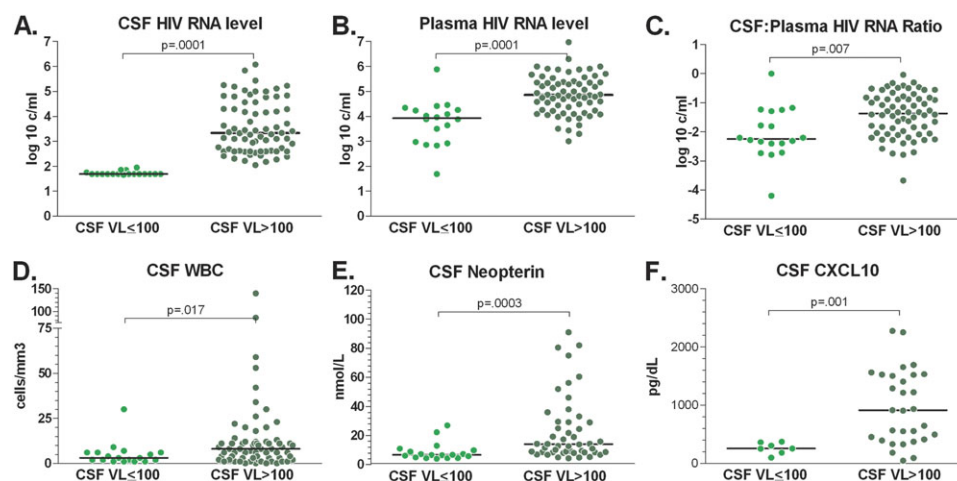 A. CSF HIV RNA level
p=.0001
log 10 c/ml
7
6
5
4
3
2
1
0
CSF VL≤100 CSF VL>100
B. Plasma HIV RNA level
p=.0001
log 10 c/ml
7
6
5
4
3
2
1
0
CSF VL≤100 CSF VL>100
C. CSF:Plasma HIV RNA Ratio
p=.007
log 10 c/ml
1
0
-1
-2
-3
-4
-5
CSF VL≤100 CSF VL>100
D. CSF WBC
p=.017
cells/mm3
150
100
75
50
25
0
CSF VL≤100 CSF VL>100
E. CSF Neopterin
p=.0003
nmol/L
120
100
80
60
40
20
0
CSF VL≤100 CSF VL>100
F. CSF CXCL10
p=.001
pg/dL
3000
2000
1000
0
CSF VL≤100 CSF VL>100